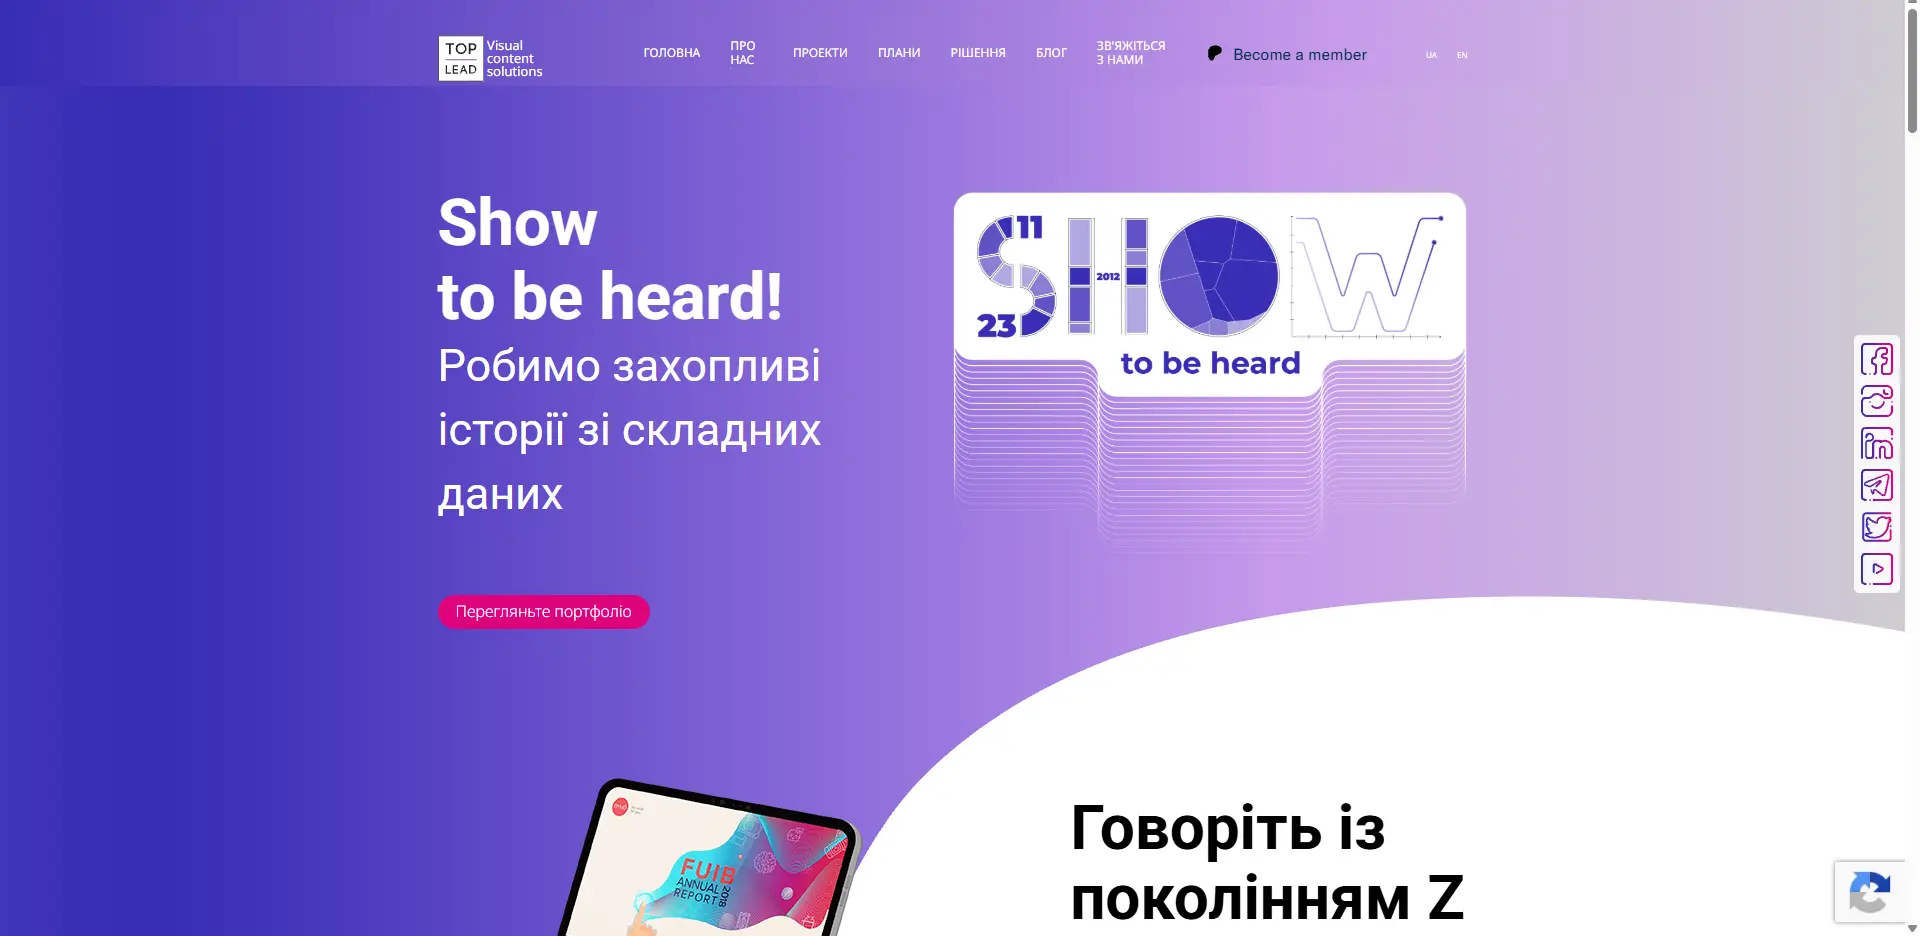 TOP
LEAD
Visual
content
solutions
ГОЛОВНА
ПРО
НАС
ПРОЕКТИ
ПЛАНИ
РІШЕННЯ
БЛОГ
ЗВ'ЯЖІТЬСЯ
З НАМИ
Become a member
UA
EN
Show
to be heard!
Робимо захопливі
історії зі складних
даних
Перегляньте портфоліо
SHOW
11
2012
23
to be heard
FUIB
ANNUAL
REPORT
2018
Говоріть із
поколінням Z